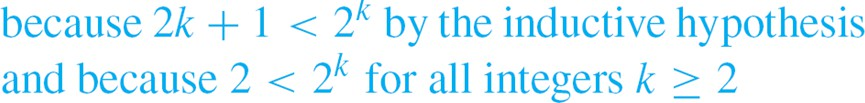 because 2k + 1 < 2^k by the inductive hypothesis
and because 2 < 2^k for all integers k ≥ 2